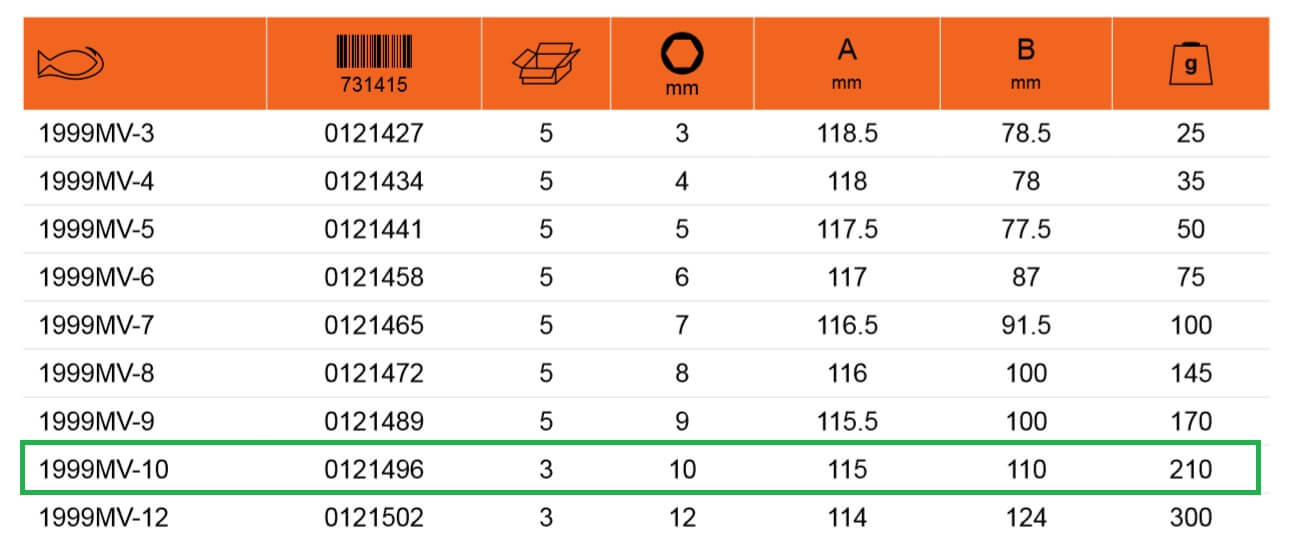 731415 mm A mm B mm g
1999MV-3 0121427 5 3 118.5 78.5 25
1999MV-4 0121434 5 4 118 78 35
1999MV-5 0121441 5 5 117.5 77.5 50
1999MV-6 0121458 5 6 117 87 75
1999MV-7 0121465 5 7 116.5 91.5 100
1999MV-8 0121472 5 8 116 100 145
1999MV-9 0121489 5 9 115.5 100 170
1999MV-10 0121496 3 10 115 110 210
1999MV-12 0121502 3 12 114 124 300